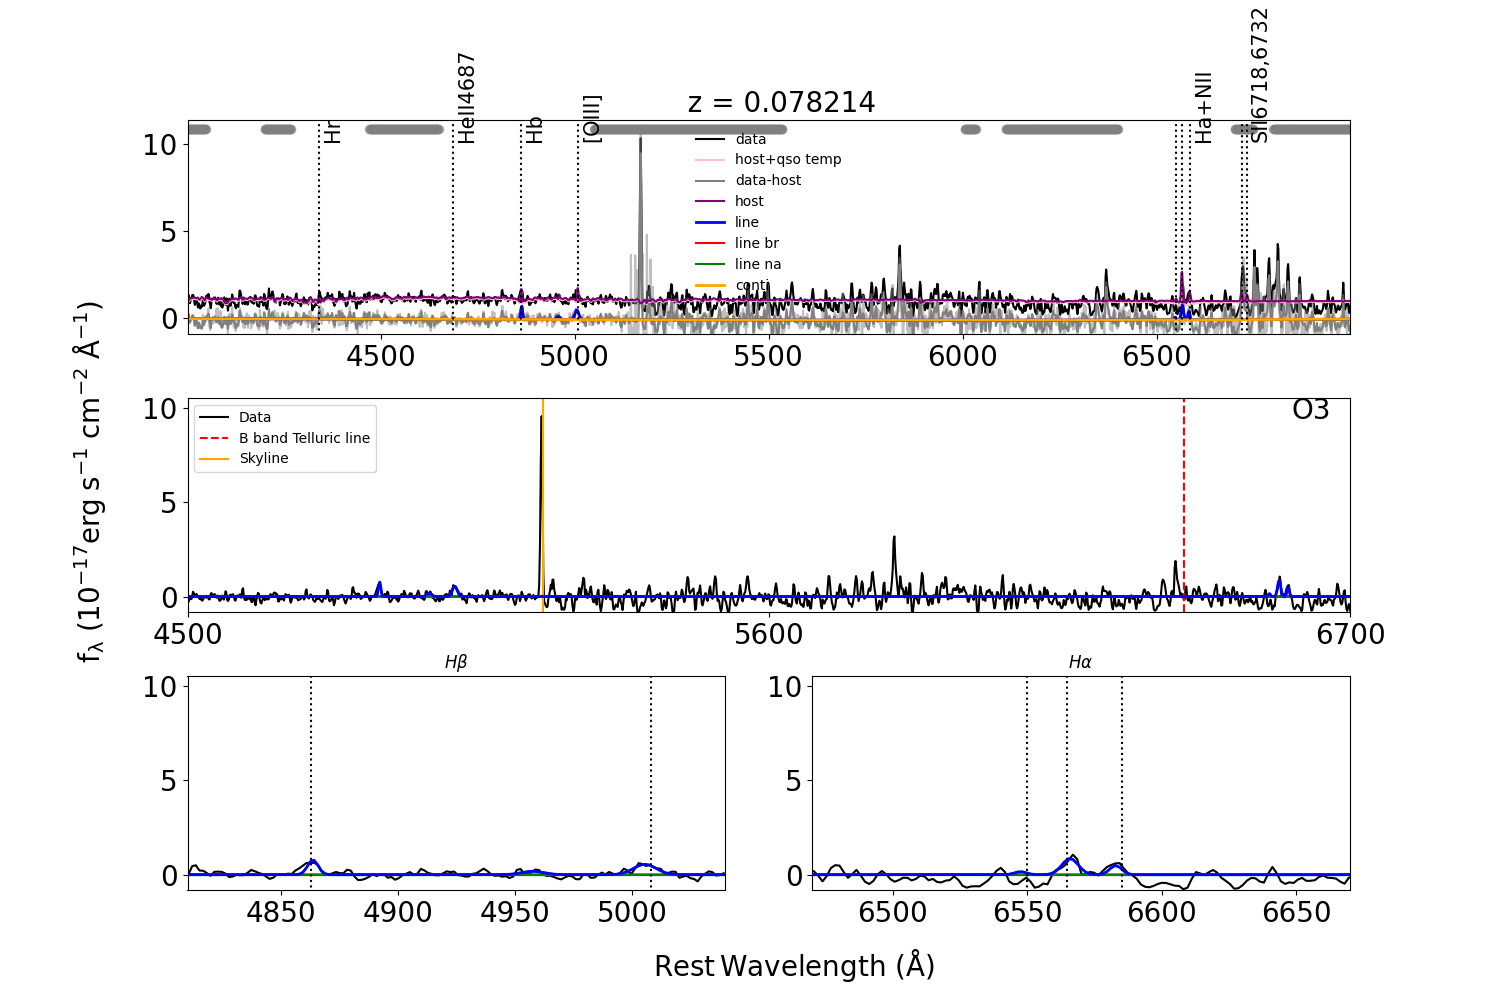 z = 0.078214
Hr
HeII4687
Hb
[OIII]
Ha+NII
SII6718,6732
data
host+qso temp
data-host
host
line
line br
line na
conti
10
5
0
4500 5000 5500 6000 6500
fλ (10−17erg s−1 cm−2 Å−1)
O3
Data
B band Telluric line
Skyline
10
5
0
4500 5600 6700
Hβ
10
5
0
4850 4900 4950 5000
Hα
10
5
0
6500 6550 6600 6650
Rest Wavelength (Å)